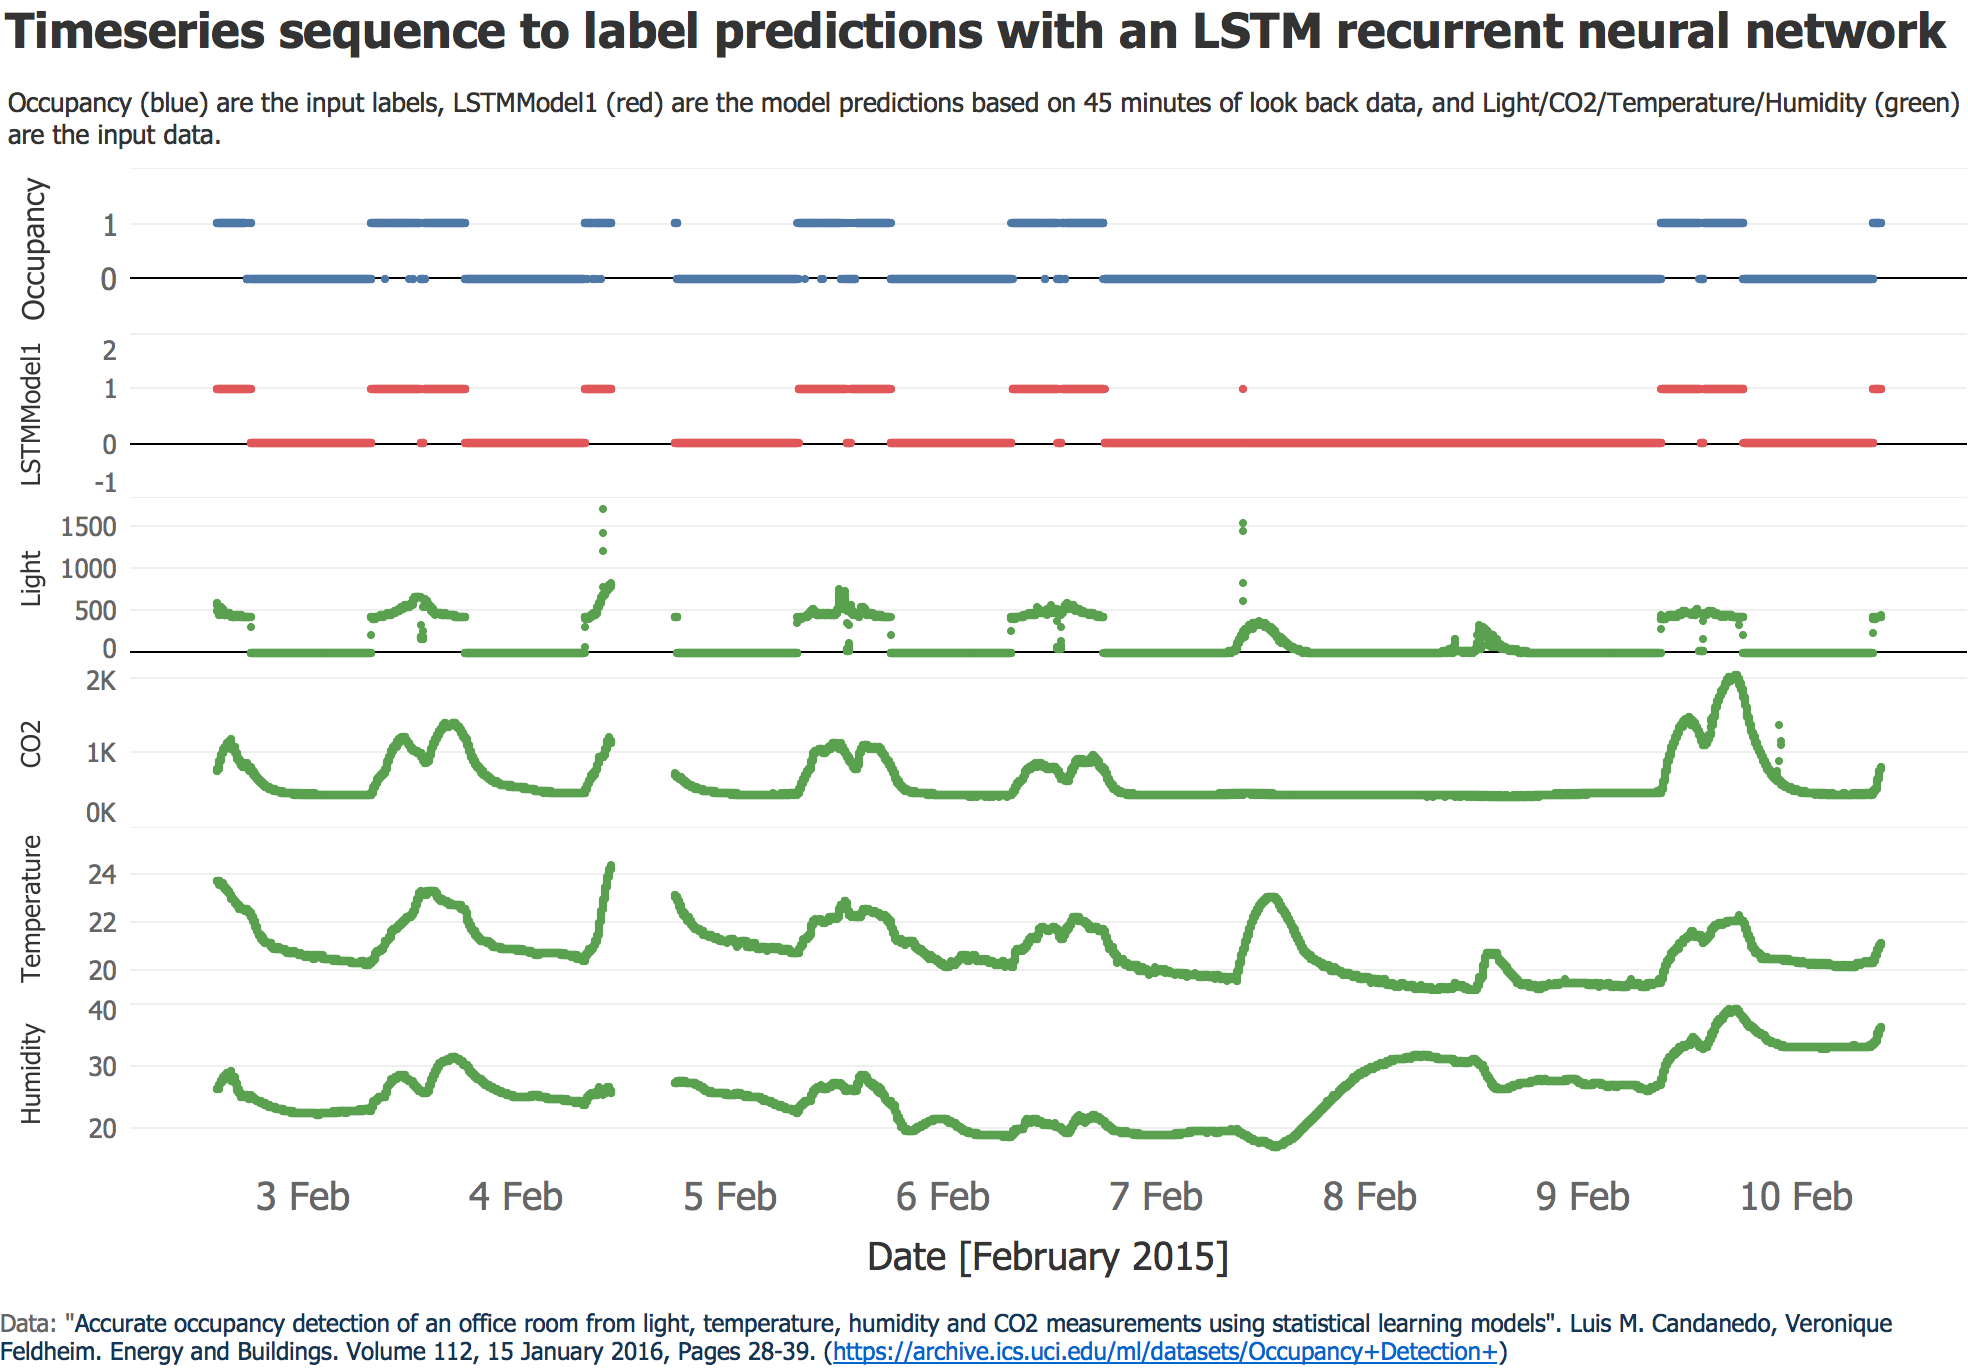 Timeseries sequence to label predictions with an LSTM recurrent neural network
Occupancy (blue) are the input labels, LSTMModel1 (red) are the model predictions based on 45 minutes of look back data, and Light/CO2/Temperature/Humidity (green)
are the input data.
Occupancy
1
0
LSTMModel1
2
1
0
-1
Light
1500
1000
500
0
CO2
2K
1K
0K
Temperature
24
22
20
Humidity
40
30
20
3 Feb 4 Feb 5 Feb 6 Feb 7 Feb 8 Feb 9 Feb 10 Feb
Date [February 2015]
Data: "Accurate occupancy detection of an office room from light, temperature, humidity and CO2 measurements using statistical learning models". Luis M. Candanedo, Veronique
Feldheim. Energy and Buildings. Volume 112, 15 January 2016, Pages 28-39. (https://archive.ics.uci.edu/ml/datasets/Occupancy+Detection+)